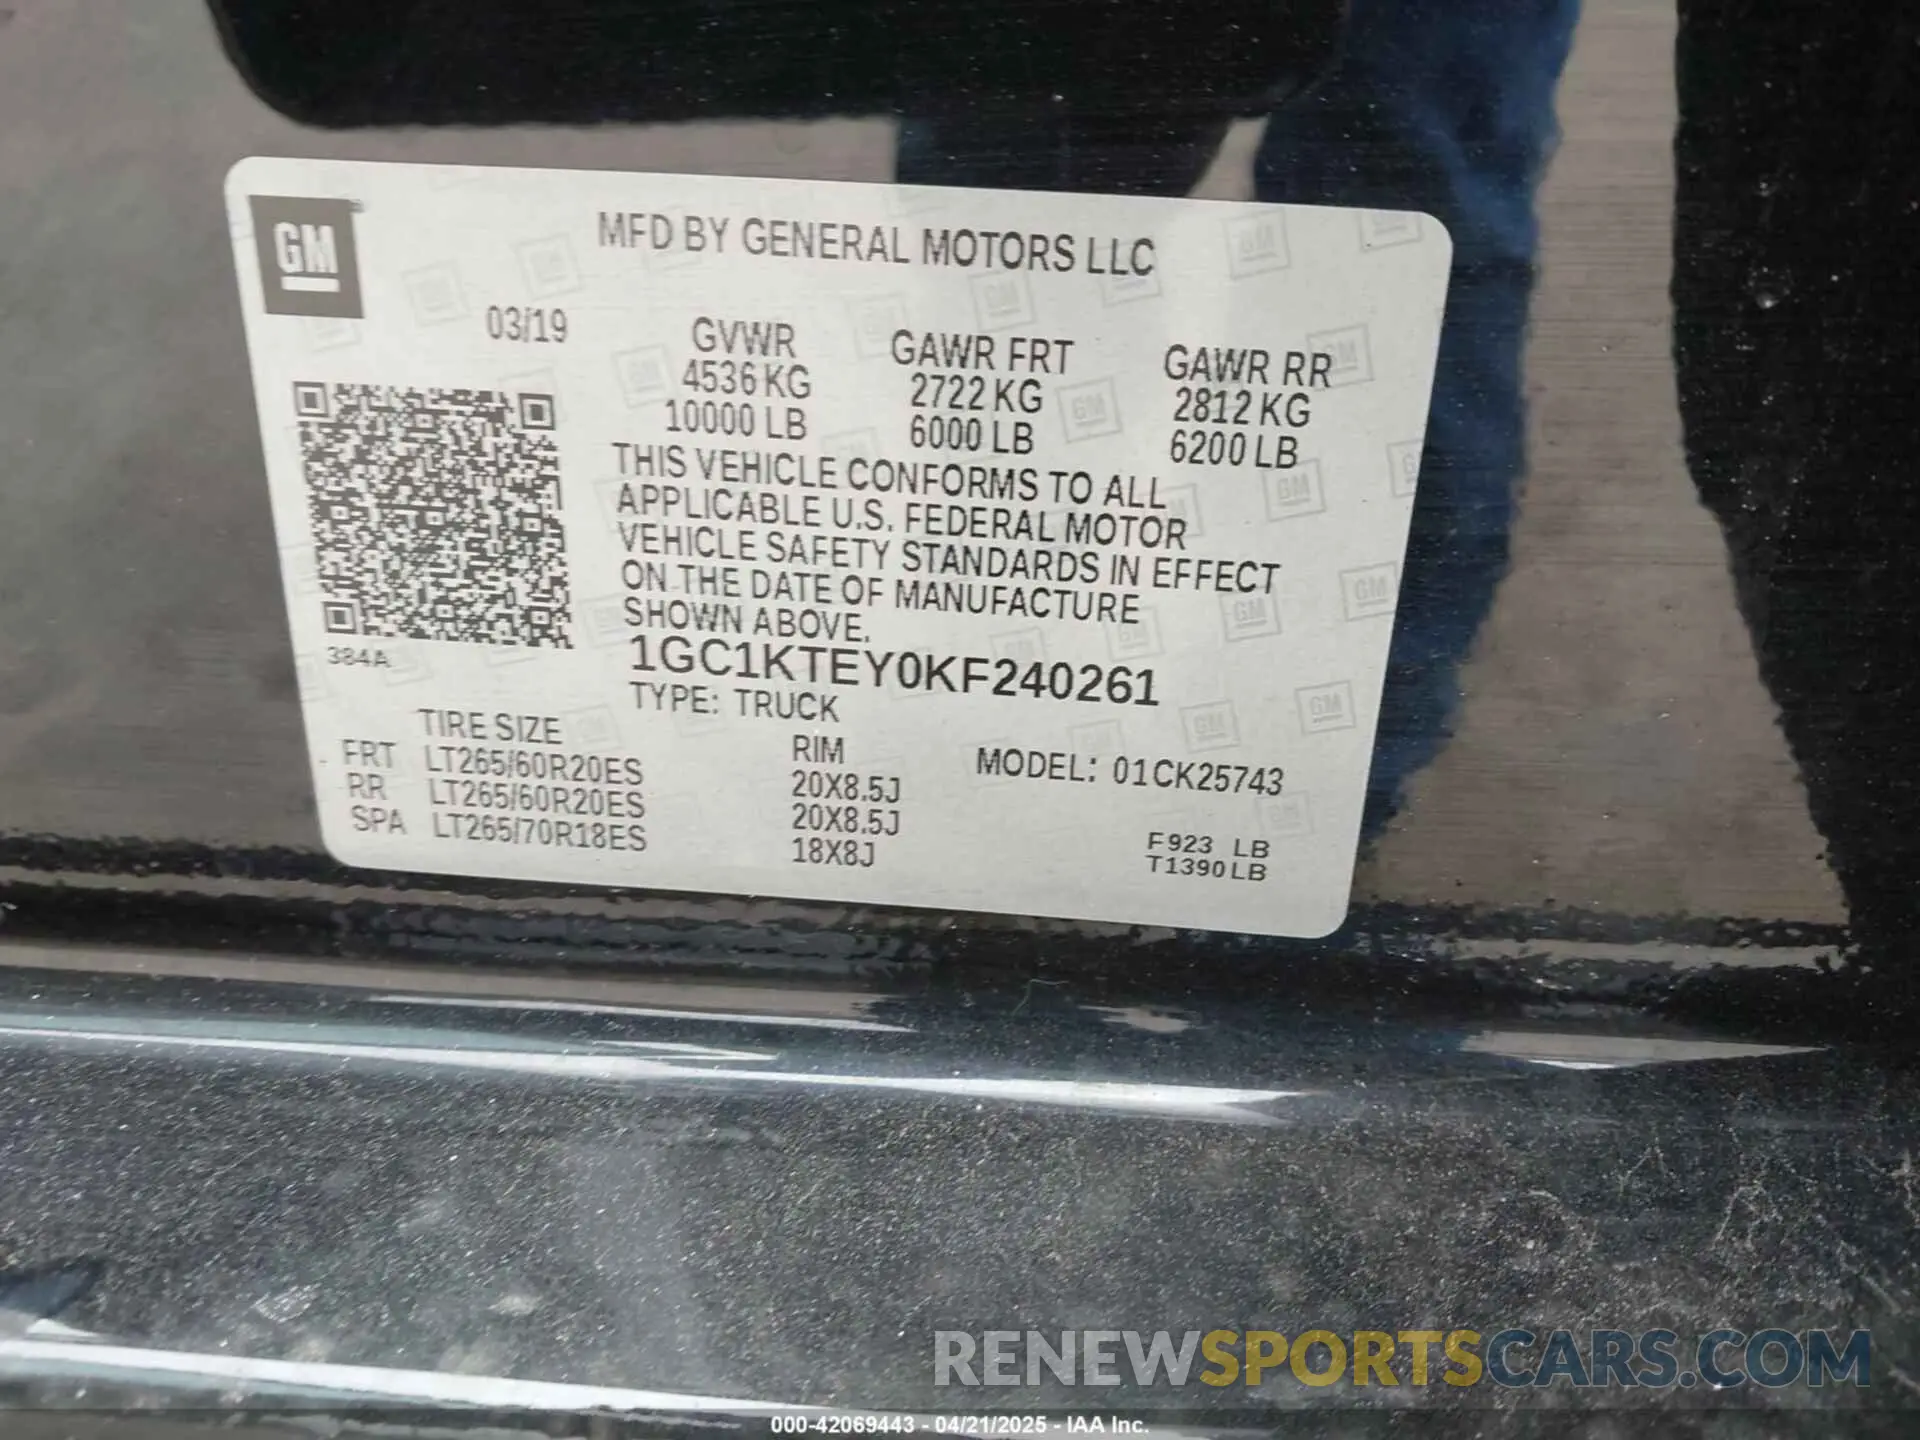 GM
MFD BY GENERAL MOTORS LLC
03/19
GVWR
4536 KG
10000 LB
GAWR FRT
2722 KG
6000 LB
GAWR RR
2812 KG
6200 LB
THIS VEHICLE CONFORMS TO ALL
APPLICABLE U.S. FEDERAL MOTOR
VEHICLE SAFETY STANDARDS IN EFFECT
ON THE DATE OF MANUFACTURE
SHOWN ABOVE.
384A
1GC1KTEY0KF240261
TYPE: TRUCK
TIRE SIZE
RIM
MODEL: 01CK25743
FRT LT265/60R20ES 20X8.5J
RR LT265/60R20ES 20X8.5J
SPA LT265/70R18ES 18X8J
F923 LB
T1390 LB
RENEWSPORTSCARS.COM
000-42069443 - 04/21/2025 - IAA Inc.